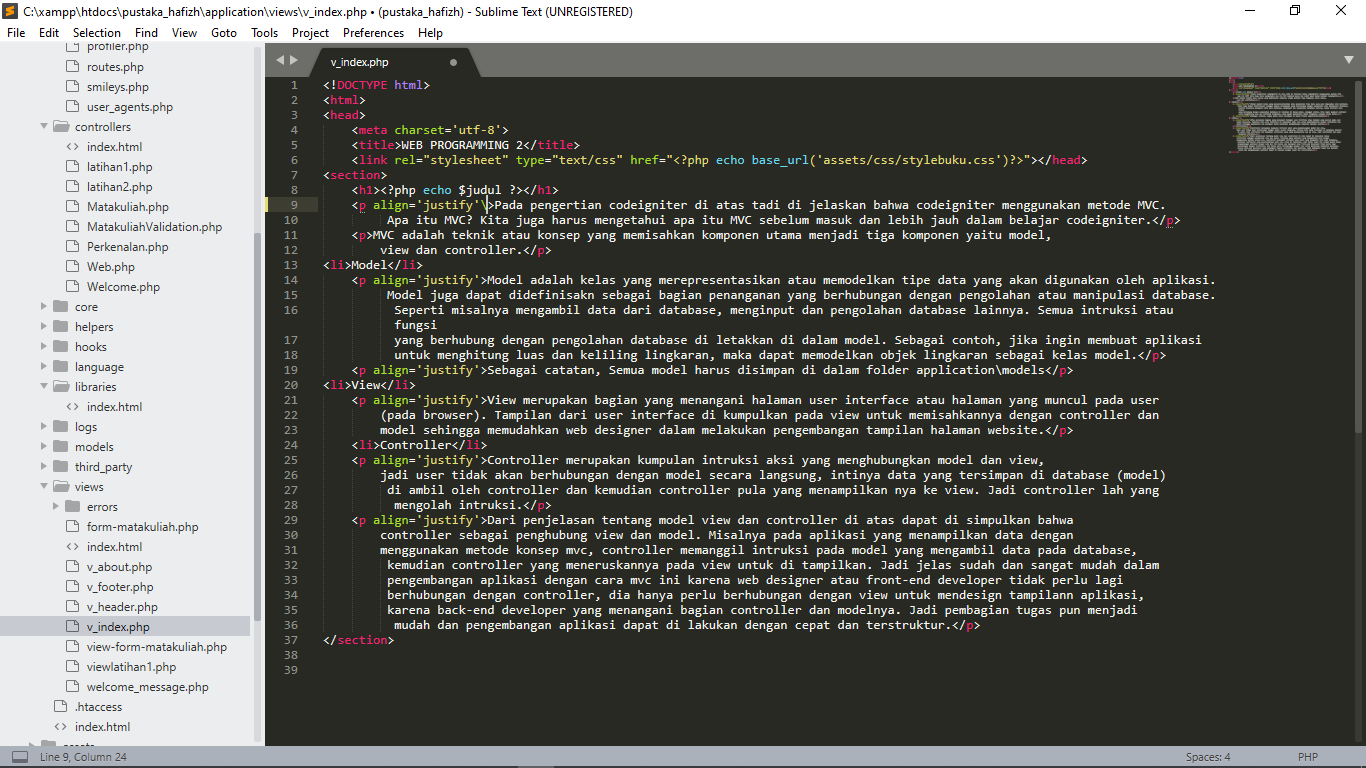 C:\xampp\htdocs\pustaka_hafizh\application\views\v_index.php • (pustaka_hafizh) - Sublime Text (UNREGISTERED)
File Edit Selection Find View Goto Tools Project Preferences Help
profiler.php
routes.php
smileys.php
user_agents.php
controllers
index.html
latihan1.php
latihan2.php
Matakuliah.php
MatakuliahValidation.php
Perkenalan.php
Web.php
Welcome.php
core
helpers
hooks
language
libraries
index.html
logs
models
third_party
views
errors
form-matakuliah.php
index.html
v_about.php
v_footer.php
v_header.php
v_index.php
view-form-matakuliah.php
viewlatihan1.php
welcome_message.php
.htaccess
index.html
assets
v_index.php
1 <!DOCTYPE html>
2 <html>
3 <head>
4 <meta charset='utf-8'>
5 <title>WEB PROGRAMMING 2</title>
6 <link rel="stylesheet" type="text/css" href="<?php echo base_url('assets/css/stylebuku.css')?>"></head>
7 <section>
8 <h1><?php echo $judul ?></h1>
9 <p align='justify'\>Pada pengertian codeigniter di atas tadi di jelaskan bahwa codeigniter menggunakan metode MVC.
10 Apa itu MVC? Kita juga harus mengetahui apa itu MVC sebelum masuk dan lebih jauh dalam belajar codeigniter.</p>
11 <p>MVC adalah teknik atau konsep yang memisahkan komponen utama menjadi tiga komponen yaitu model,
12 view dan controller.</p>
13 <li>Model</li>
14 <p align='justify'>Model adalah kelas yang merepresentasikan atau memodelkan tipe data yang akan digunakan oleh aplikasi.
15 Model juga dapat didefinisakn sebagai bagian penanganan yang berhubungan dengan pengolahan atau manipulasi database.
16 Seperti misalnya mengambil data dari database, menginput dan pengolahan database lainnya. Semua intruksi atau
fungsi
17 yang berhubung dengan pengolahan database di letakkan di dalam model. Sebagai contoh, jika ingin membuat aplikasi
18 untuk menghitung luas dan keliling lingkaran, maka dapat memodelkan objek lingkaran sebagai kelas model.</p>
19 <p align='justify'>Sebagai catatan, Semua model harus disimpan di dalam folder application\models</p>
20 <li>View</li>
21 <p align='justify'>View merupakan bagian yang menangani halaman user interface atau halaman yang muncul pada user
22 (pada browser). Tampilan dari user interface di kumpulkan pada view untuk memisahkannya dengan controller dan
23 model sehingga memudahkan web designer dalam melakukan pengembangan tampilan halaman website.</p>
24 <li>Controller</li>
25 <p align='justify'>Controller merupakan kumpulan intruksi aksi yang menghubungkan model dan view,
26 jadi user tidak akan berhubungan dengan model secara langsung, intinya data yang tersimpan di database (model)
27 di ambil oleh controller dan kemudian controller pula yang menampilkan nya ke view. Jadi controller lah yang
28 mengolah intruksi.</p>
29 <p align='justify'>Dari penjelasan tentang model view dan controller di atas dapat di simpulkan bahwa
30 controller sebagai penghubung view dan model. Misalnya pada aplikasi yang menampilkan data dengan
31 menggunakan metode konsep mvc, controller memanggil intruksi pada model yang mengambil data pada database,
32 kemudian controller yang meneruskannya pada view untuk di tampilkan. Jadi jelas sudah dan sangat mudah dalam
33 pengembangan aplikasi dengan cara mvc ini karena web designer atau front-end developer tidak perlu lagi
34 berhubungan dengan controller, dia hanya perlu berhubungan dengan view untuk mendesign tampilann aplikasi,
35 karena back-end developer yang menangani bagian controller dan modelnya. Jadi pembagian tugas pun menjadi
36 mudah dan pengembangan aplikasi dapat di lakukan dengan cepat dan terstruktur.</p>
37 </section>
38
39
Line 9, Column 24 Spaces: 4 PHP